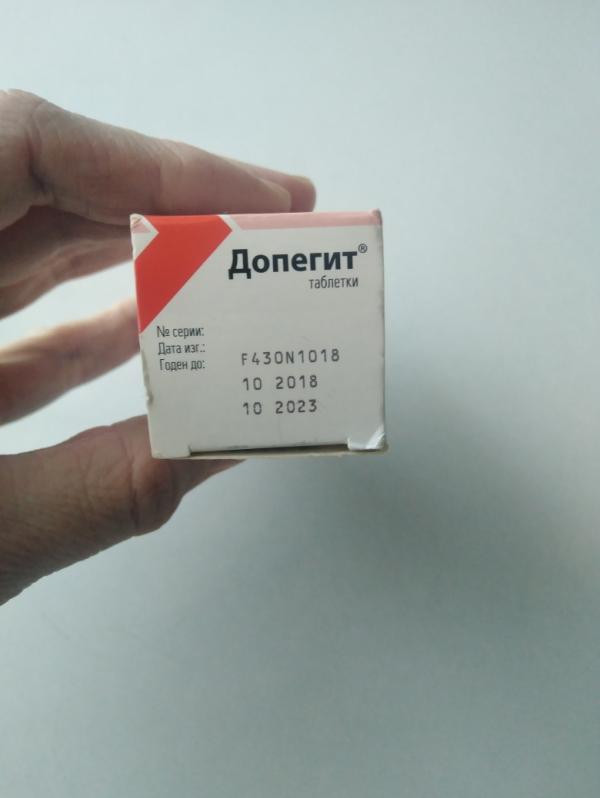 Допегит®
таблетки
№ серии:
Дата изг.:
Годен до:
F430N1018
10 2018
10 2023